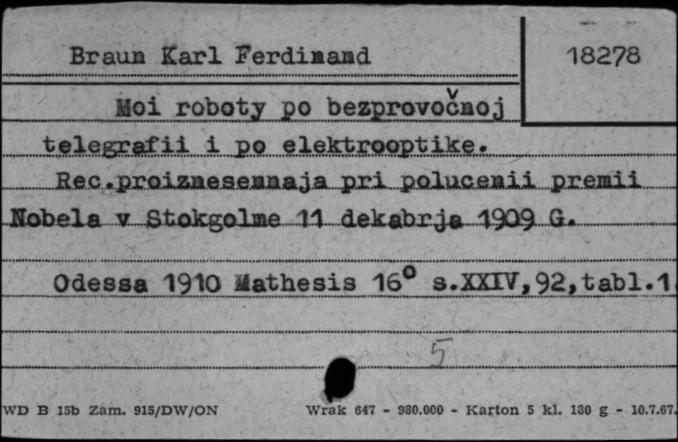 Braun Karl Ferdinand
18278
Moi roboty po bezprovočnoj
telegrafii i po elektrooptike.
Rec.proiznesennaja pri polucenii premii
Nobela v Stokgolme 11 dekabrja 1909 G.
Odessa 1910 Mathesis 16° s.XXIV,92,tabl.1.
5
WD B 15b Zam. 915/DW/ON
Wrak 647 - 980.000 - Karton 5 kl. 180 g - 10.7.67.